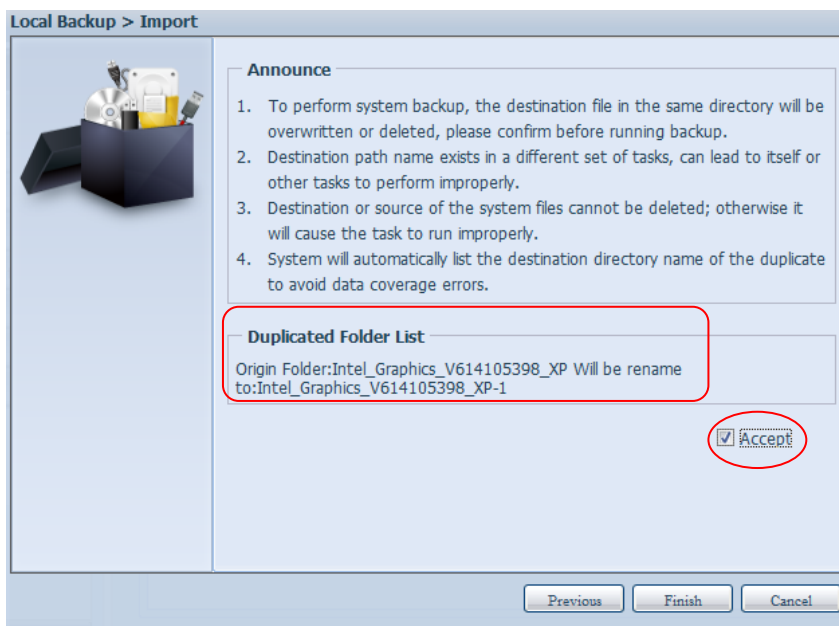 Local Backup > Import
Announce
1. To perform system backup, the destination file in the same directory will be
overwritten or deleted, please confirm before running backup.
2. Destination path name exists in a different set of tasks, can lead to itself or
other tasks to perform improperly.
3. Destination or source of the system files cannot be deleted; otherwise it
will cause the task to run improperly.
4. System will automatically list the destination directory name of the duplicate
to avoid data coverage errors.
Duplicated Folder List
Origin Folder:Intel_Graphics_V614105398_XP Will be rename
to:Intel_Graphics_V614105398_XP-1
Accept
Previous Finish Cancel